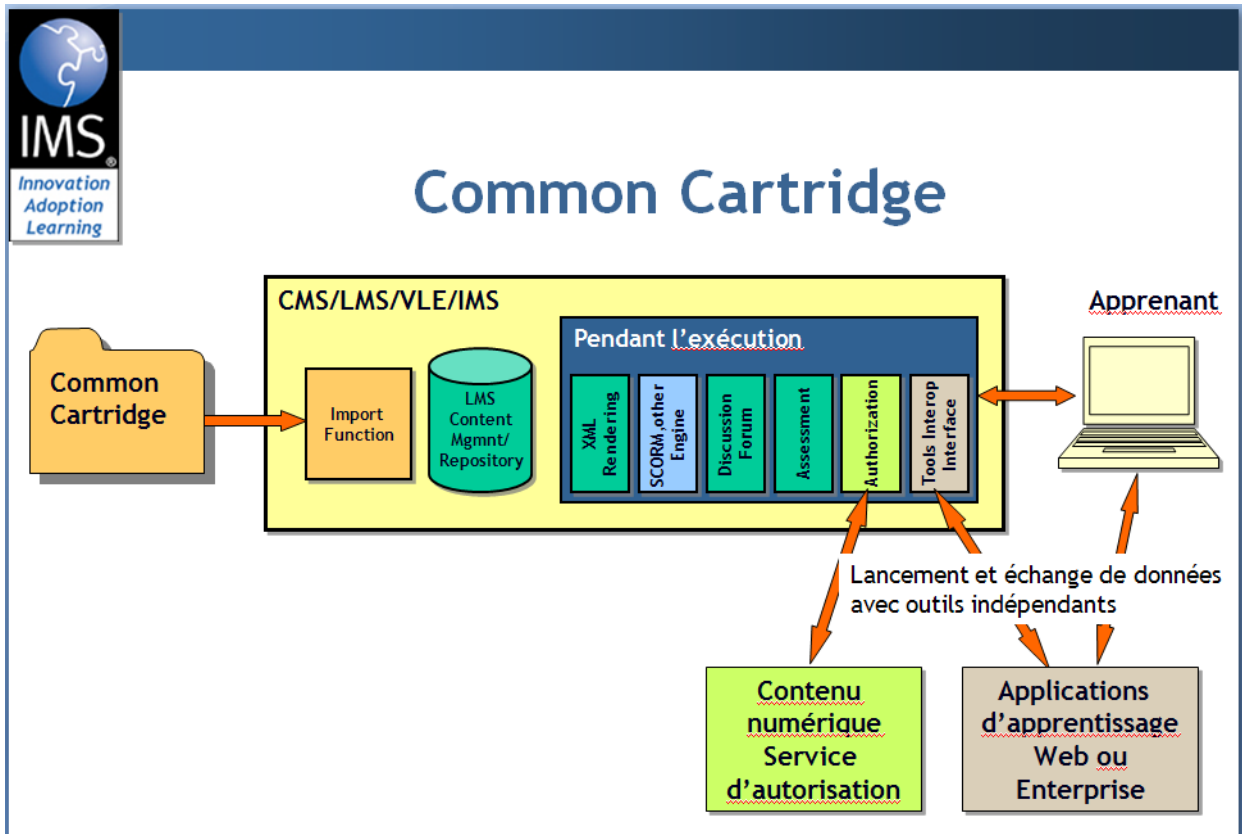 IMS®
Innovation
Adoption
Learning
Common Cartridge
Common
Cartridge
CMS/LMS/VLE/IMS
Import
Function
LMS
Content
Mgmnt/
Repository
Pendant l'exécution
XML
Rendering
SCORM,other
Engine
Discussion
Forum
Assessment
Authorization
Tools Interop
Interface
Apprenant
Lancement et échange de données
avec outils indépendants
Contenu
numérique
Service
d'autorisation
Applications
d'apprentissage
Web ou
Enterprise